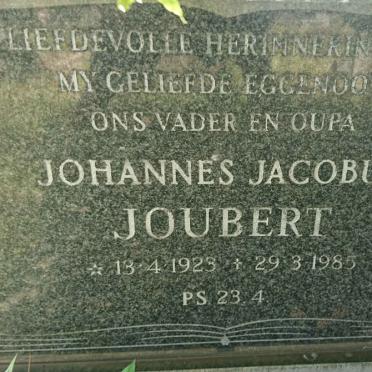 LIEFDEVOLLE HERINNERIN
MY GELIEFDE EGGENOO
ONS VADER EN OUPA
JOHANNES JACOBU
JOUBERT
☆ 13·4·1923 + 29·3·1985
PS 23 4